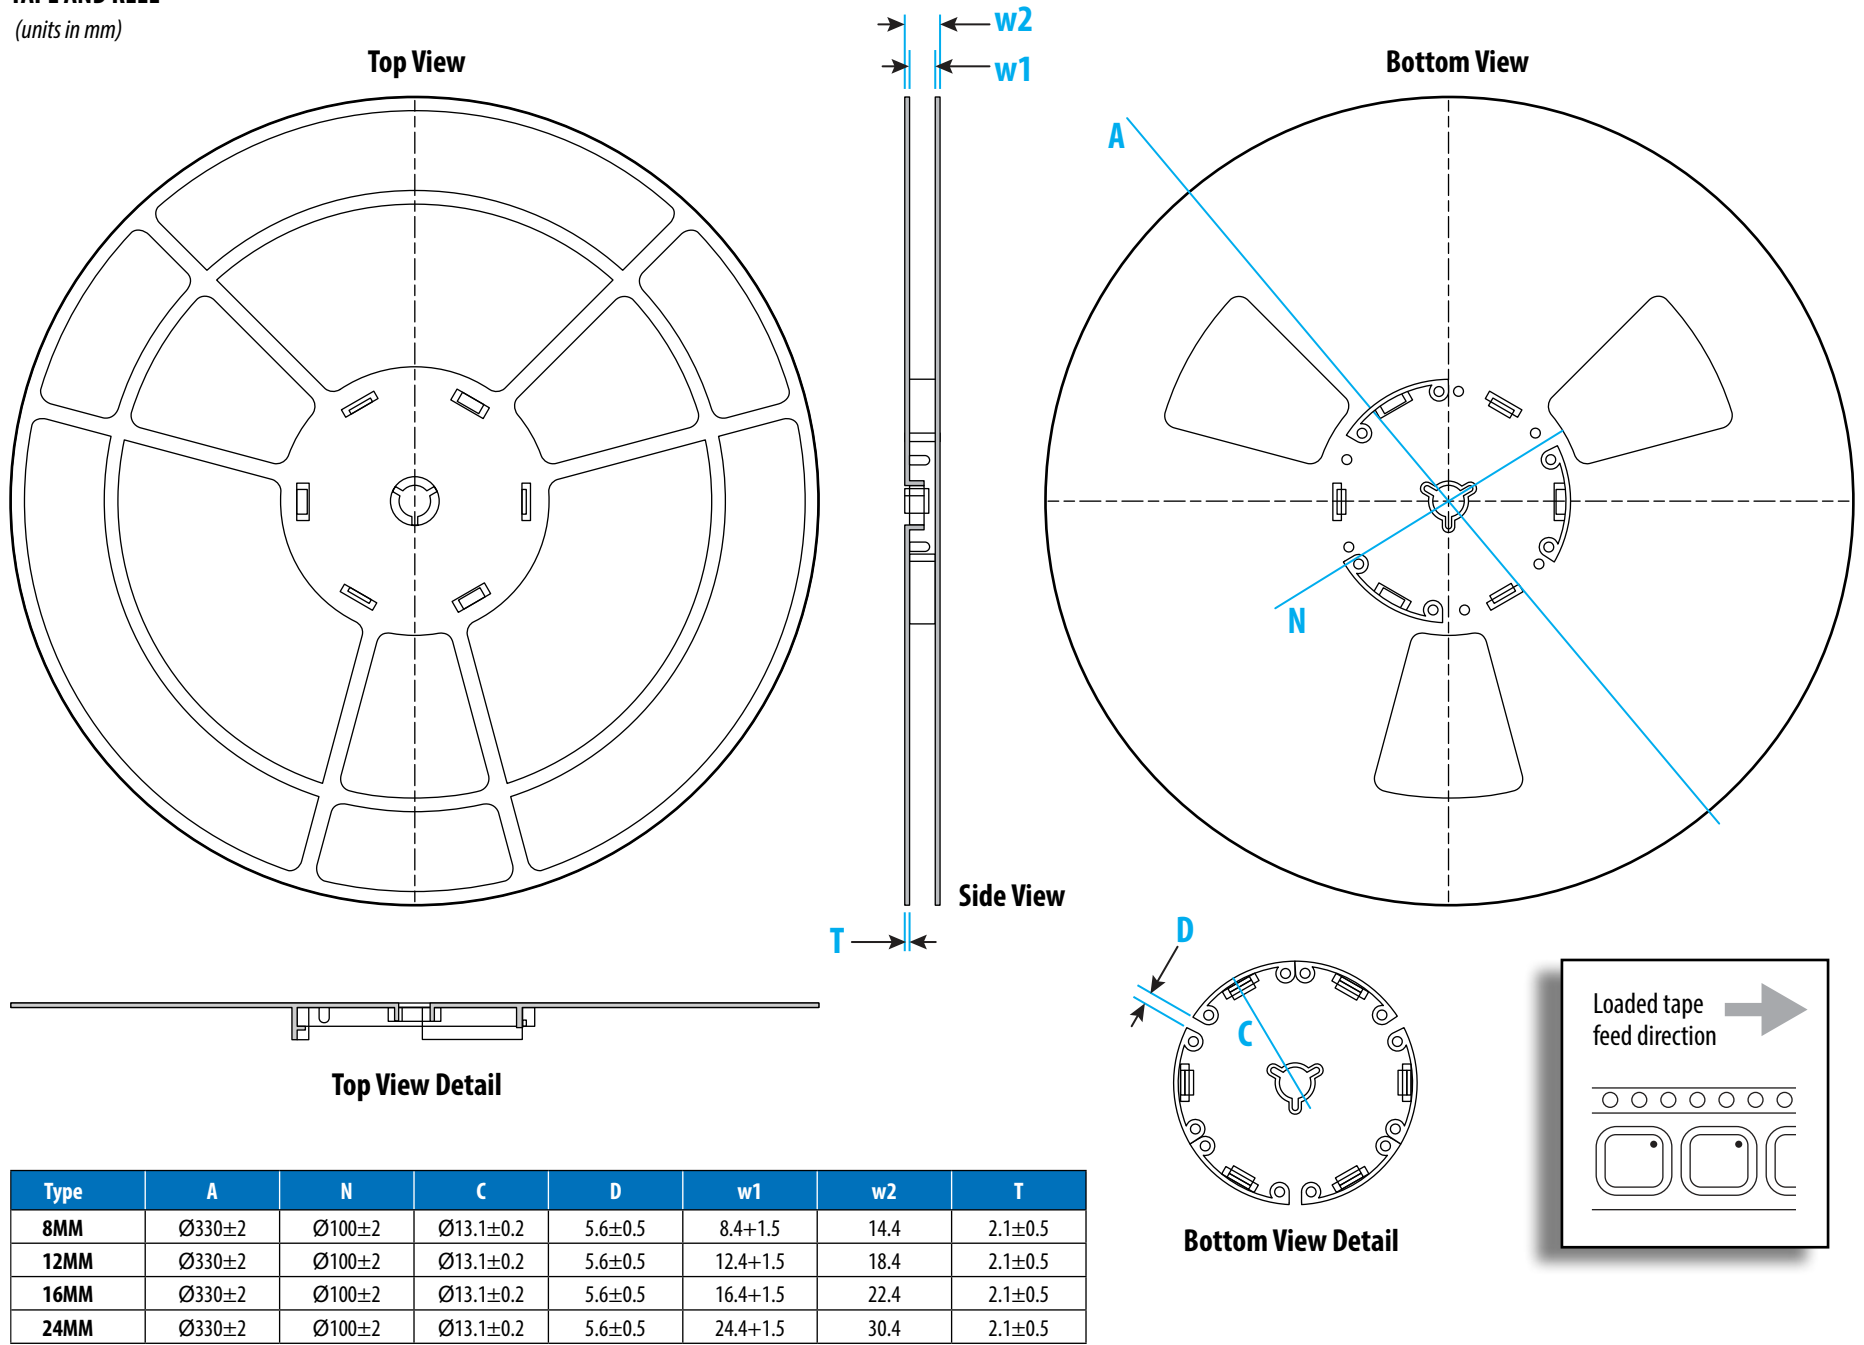 TAPE AND REEL
(units in mm)
Top View
w2
w1
Bottom View
A
N
Side View
T
D
C
Top View Detail
Bottom View Detail
Loaded tape
feed direction
Type A N C D w1 w2 T
8MM Ø330±2 Ø100±2 Ø13.1±0.2 5.6±0.5 8.4+1.5 14.4 2.1±0.5
12MM Ø330±2 Ø100±2 Ø13.1±0.2 5.6±0.5 12.4+1.5 18.4 2.1±0.5
16MM Ø330±2 Ø100±2 Ø13.1±0.2 5.6±0.5 16.4+1.5 22.4 2.1±0.5
24MM Ø330±2 Ø100±2 Ø13.1±0.2 5.6±0.5 24.4+1.5 30.4 2.1±0.5